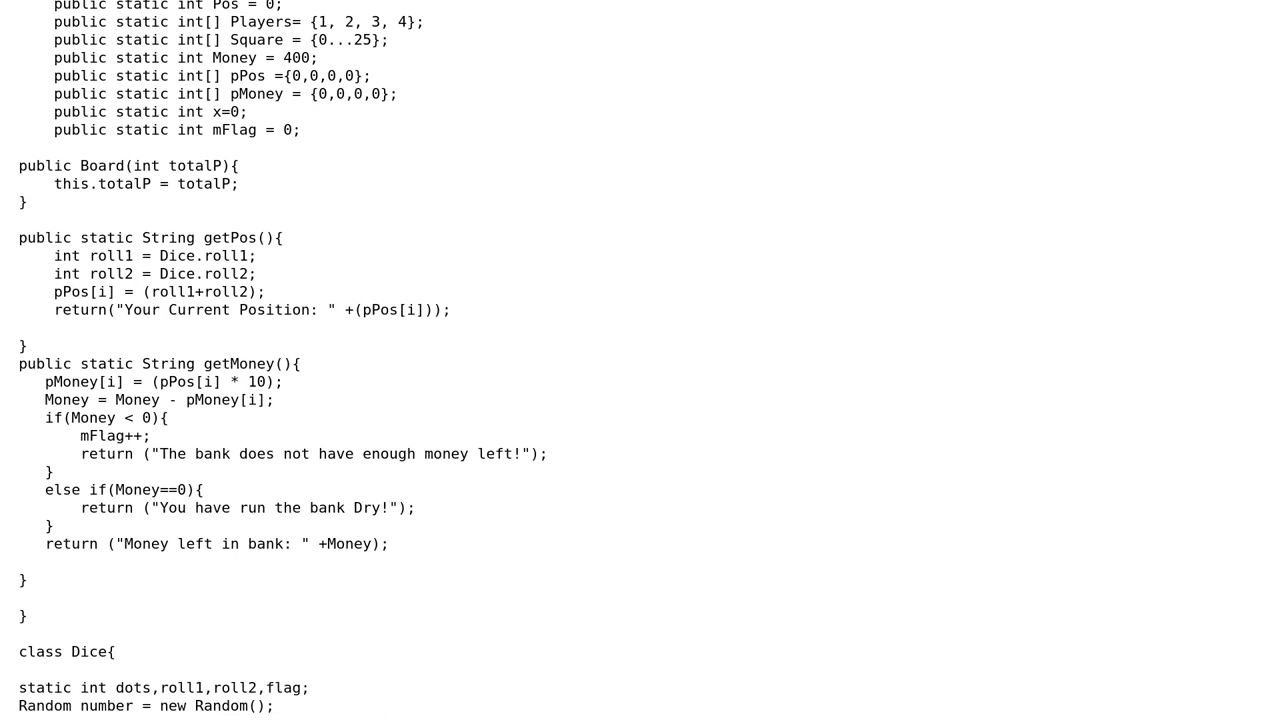 public static int Pos = 0;
public static int[] Players= {1, 2, 3, 4};
public static int[] Square = {0...25};
public static int Money = 400;
public static int[] pPos ={0,0,0,0};
public static int[] pMoney = {0,0,0,0};
public static int x=0;
public static int mFlag = 0;
public Board(int totalP){
this.totalP = totalP;
}
public static String getPos(){
int roll1 = Dice.roll1;
int roll2 = Dice.roll2;
pPos[i] = (roll1+roll2);
return("Your Current Position: " +(pPos[i]));
}
public static String getMoney(){
pMoney[i] = (pPos[i] * 10);
Money = Money - pMoney[i];
if(Money < 0){
mFlag++;
return ("The bank does not have enough money left!");
}
else if(Money==0){
return ("You have run the bank Dry!");
}
return ("Money left in bank: " +Money);
}
}
class Dice{
static int dots,roll1,roll2,flag;
Random number = new Random();